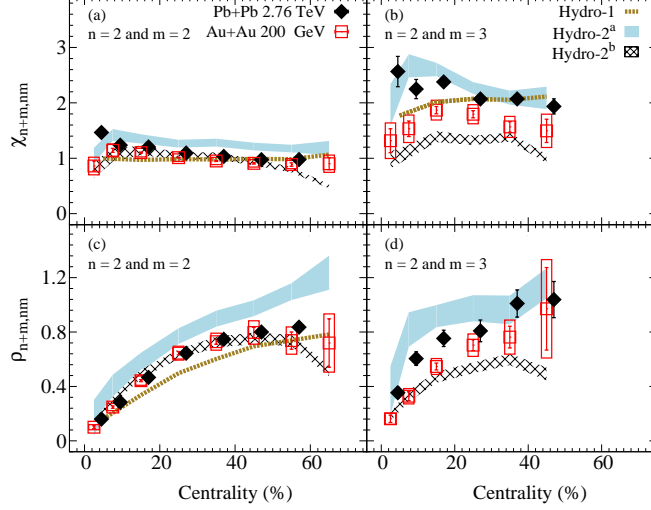 (a)
Pb+Pb 2.76 TeV
n = 2 and m = 2
Au+Au 200 GeV
(b)
Hydro-1
n = 2 and m = 3
Hydro-2a
Hydro-2b
χn+m,nm
3
2
1
0
(c)
n = 2 and m = 2
(d)
n = 2 and m = 3
ρn+m,nm
1.2
0.8
0.4
0
0 20 40 60
0 20 40 60
Centrality (%)
Centrality (%)